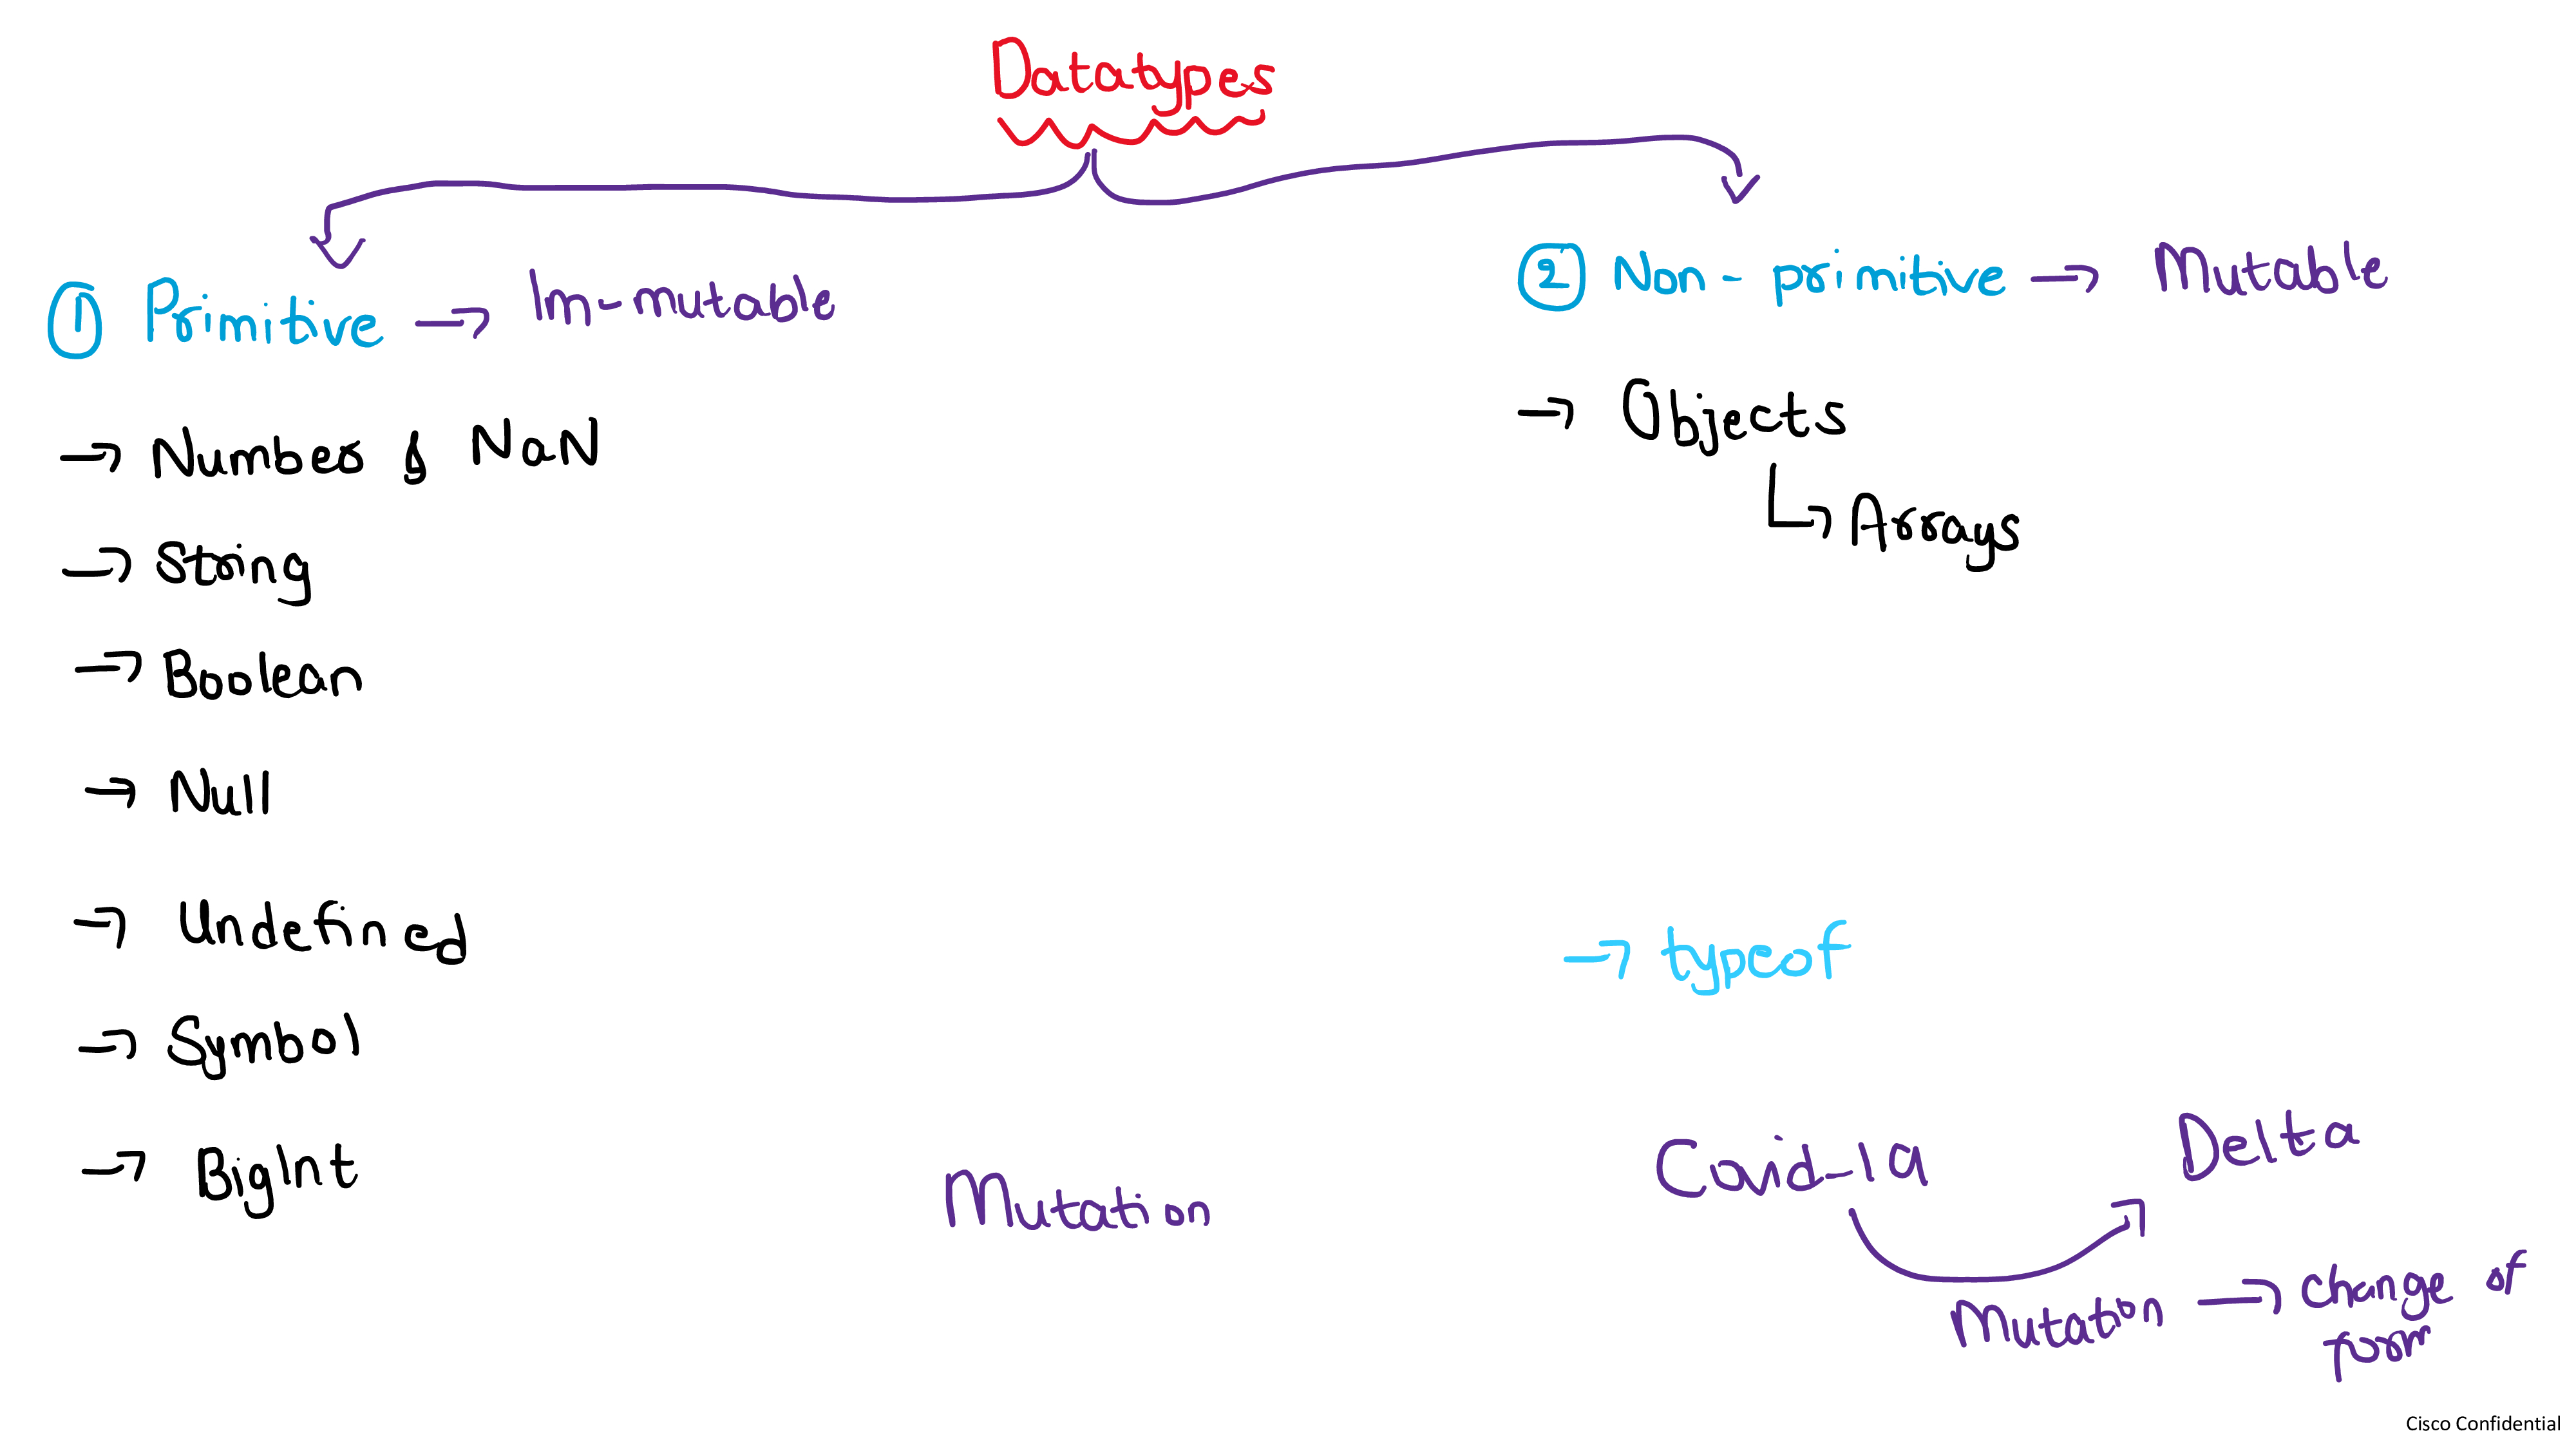 Datatypes
① Primitive → Im-mutable
→ Number & NaN
→ String
→ Boolean
→ Null
→ Undefined
→ Symbol
→ BigInt
② Non-primitive → Mutable
→ Objects
↳ Arrays
→ typeof
Mutation
Covid-19
Delta
Mutation → change of
form
Cisco Confidential